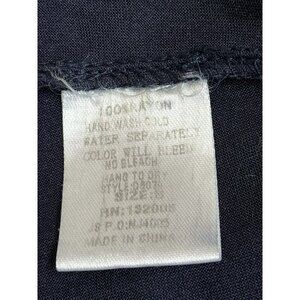 100% RAYON
HAND WASH COLD
WATER SEPARATELY
COLOR WILL BLEED
NO BLEACH
HANG TO DRY
SIZE:
RN:132005
MADE IN CHINA